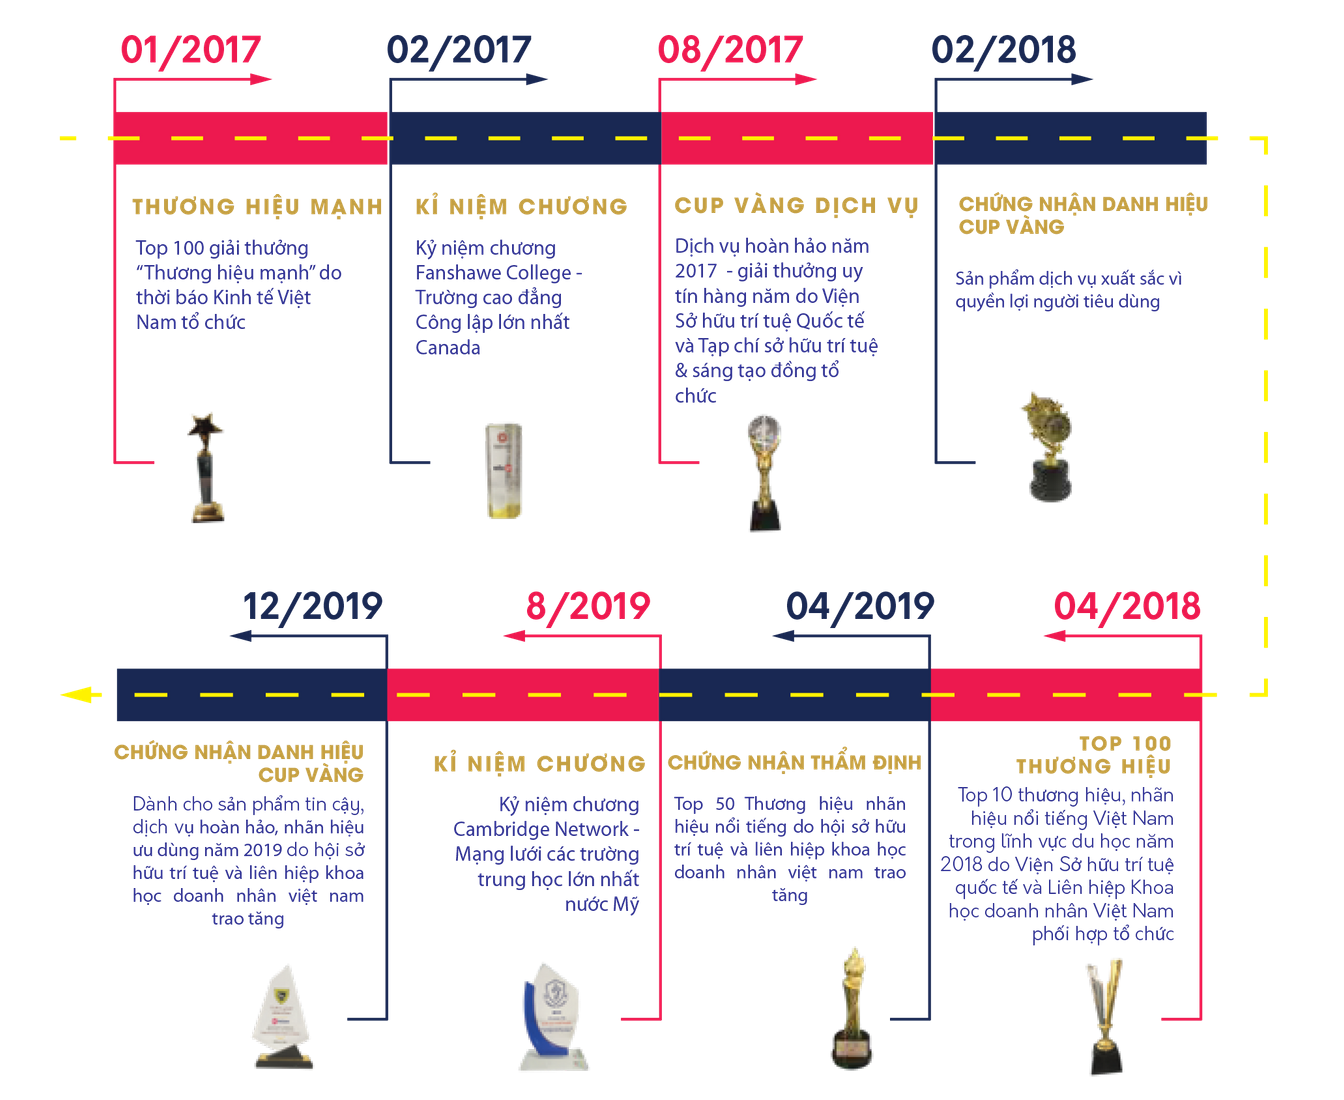 01/2017
THƯƠNG HIỆU MẠNH
Top 100 giải thưởng
“Thương hiệu mạnh” do
thời báo Kinh tế Việt
Nam tổ chức
02/2017
KỈ NIỆM CHƯƠNG
Kỷ niệm chương
Fanshawe College -
Trường cao đẳng
Công lập lớn nhất
Canada
08/2017
CUP VÀNG DỊCH VỤ
Dịch vụ hoàn hảo năm
2017 - giải thưởng uy
tín hàng năm do Viện
Sở hữu trí tuệ Quốc tế
và Tạp chí sở hữu trí tuệ
& sáng tạo đồng tổ
chức
02/2018
CHỨNG NHẬN DANH HIỆU
CUP VÀNG
Sản phẩm dịch vụ xuất sắc vì
quyền lợi người tiêu dùng
04/2018
TOP 100
THƯƠNG HIỆU
Top 10 thương hiệu, nhãn
hiệu nổi tiếng Việt Nam
trong lĩnh vực du học năm
2018 do Viện Sở hữu trí tuệ
quốc tế và Liên hiệp Khoa
học doanh nhân Việt Nam
phối hợp tổ chức
04/2019
CHỨNG NHẬN THẨM ĐỊNH
Top 50 Thương hiệu nhãn
hiệu nổi tiếng do hội sở hữu
trí tuệ và liên hiệp khoa học
doanh nhân việt nam trao
tăng
8/2019
KỈ NIỆM CHƯƠNG
Kỷ niệm chương
Cambridge Network -
Mạng lưới các trường
trung học lớn nhất
nước Mỹ
12/2019
CHỨNG NHẬN DANH HIỆU
CUP VÀNG
Dành cho sản phẩm tin cậy,
dịch vụ hoàn hảo, nhãn hiệu
ưu dùng năm 2019 do hội sở
hữu trí tuệ và liên hiệp khoa
học doanh nhân việt nam
trao tăng